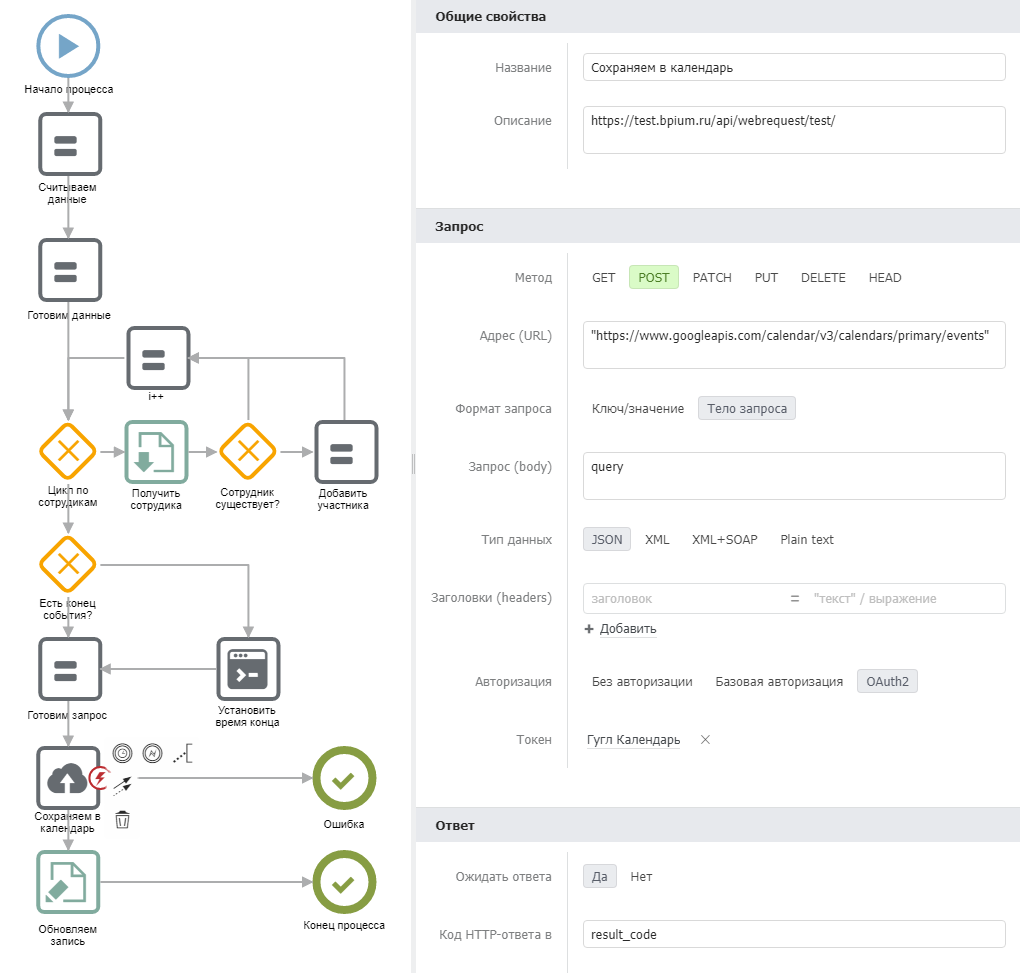 Начало процесса
Считываем
данные
Готовим данные
i++
Цикл по
сотрудикам
Получить
сотрудика
Сотрудник
существует?
Добавить
участника
Есть конец
события?
Готовим запрос
Установить
время конца
Сохраняем в
календарь
Ошибка
Обновляем
запись
Конец процесса
Общие свойства
Название
Сохраняем в календарь
Описание
https://test.bpium.ru/api/webrequest/test/
Запрос
Метод
GET POST PATCH PUT DELETE HEAD
Адрес (URL)
"https://www.googleapis.com/calendar/v3/calendars/primary/events"
Формат запроса
Ключ/значение Тело запроса
Запрос (body)
query
Тип данных
JSON XML XML+SOAP Plain text
Заголовки (headers)
заголовок = "текст" / выражение
+ Добавить
Авторизация
Без авторизации Базовая авторизация OAuth2
Токен
Гугл Календарь ×
Ответ
Ожидать ответа
Да Нет
Код HTTP-ответа в
result_code